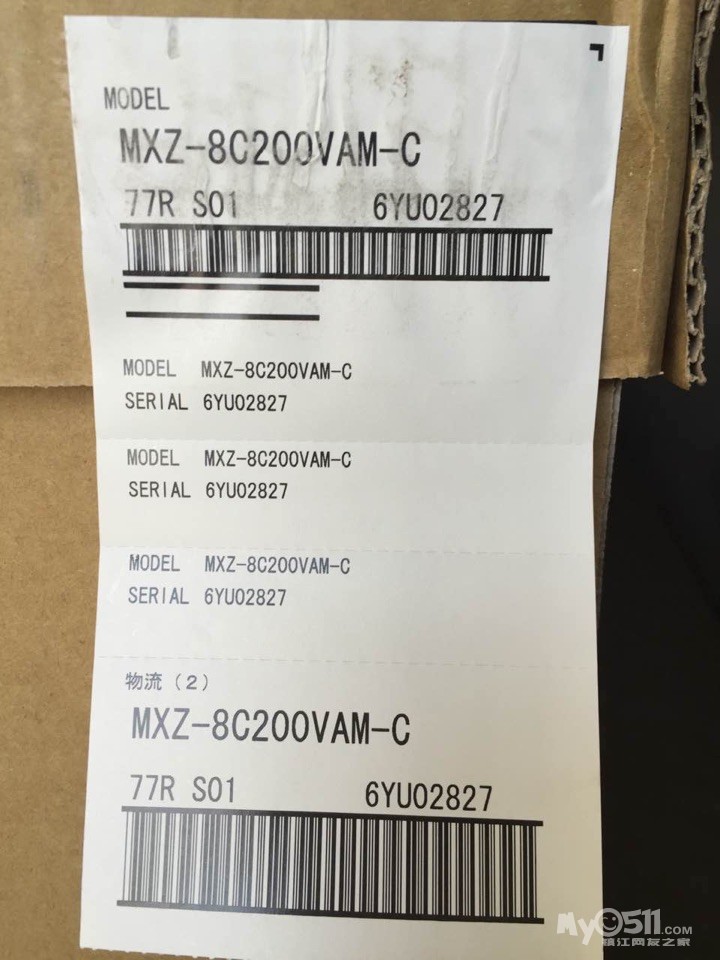 MODEL
MXZ-8C200VAM-C
77R S01 6YU02827
MODEL MXZ-8C200VAM-C
SERIAL 6YU02827
MODEL MXZ-8C200VAM-C
SERIAL 6YU02827
MODEL MXZ-8C200VAM-C
SERIAL 6YU02827
物流(2)
MXZ-8C200VAM-C
77R S01 6YU02827
My0511.COM
镇江网友之家